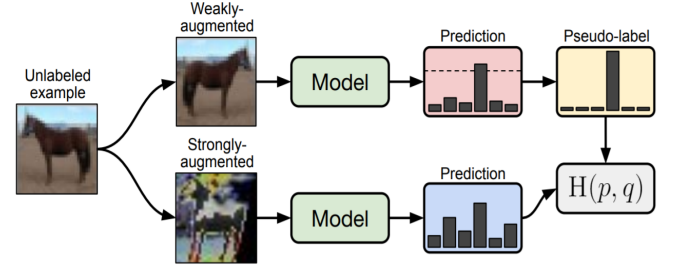 Unlabeled
example
Weakly-
augmented
Model
Prediction
Pseudo-label
Strongly-
augmented
Model
Prediction
H(p, q)